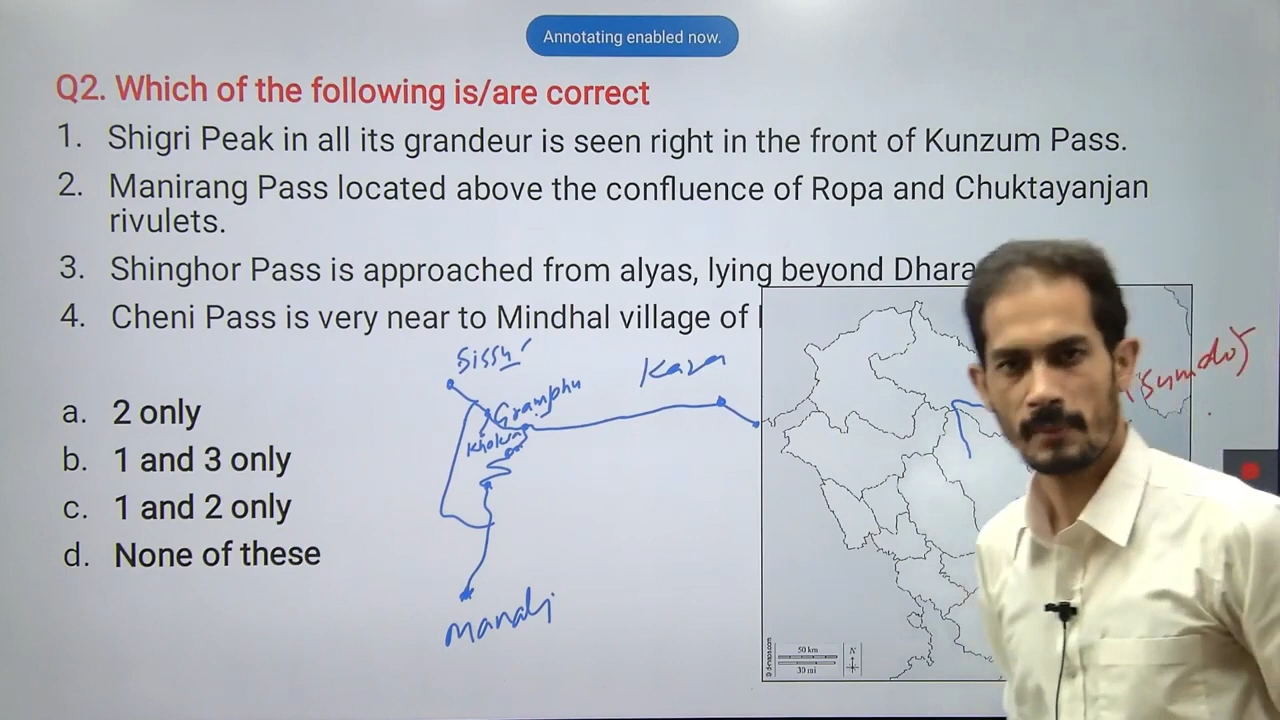 Annotating enabled now.
Q2. Which of the following is/are correct
1. Shigri Peak in all its grandeur is seen right in the front of Kunzum Pass.
2. Manirang Pass located above the confluence of Ropa and Chuktayanjan
rivulets.
3. Shinghor Pass is approached from alyas, lying beyond Dhara
4. Cheni Pass is very near to Mindhal village of
Sissu
Kaza
(Sumdo)
Gramphu
Khoksar
a. 2 only
b. 1 and 3 only
c. 1 and 2 only
d. None of these
Manali
50 km
30 mi
N